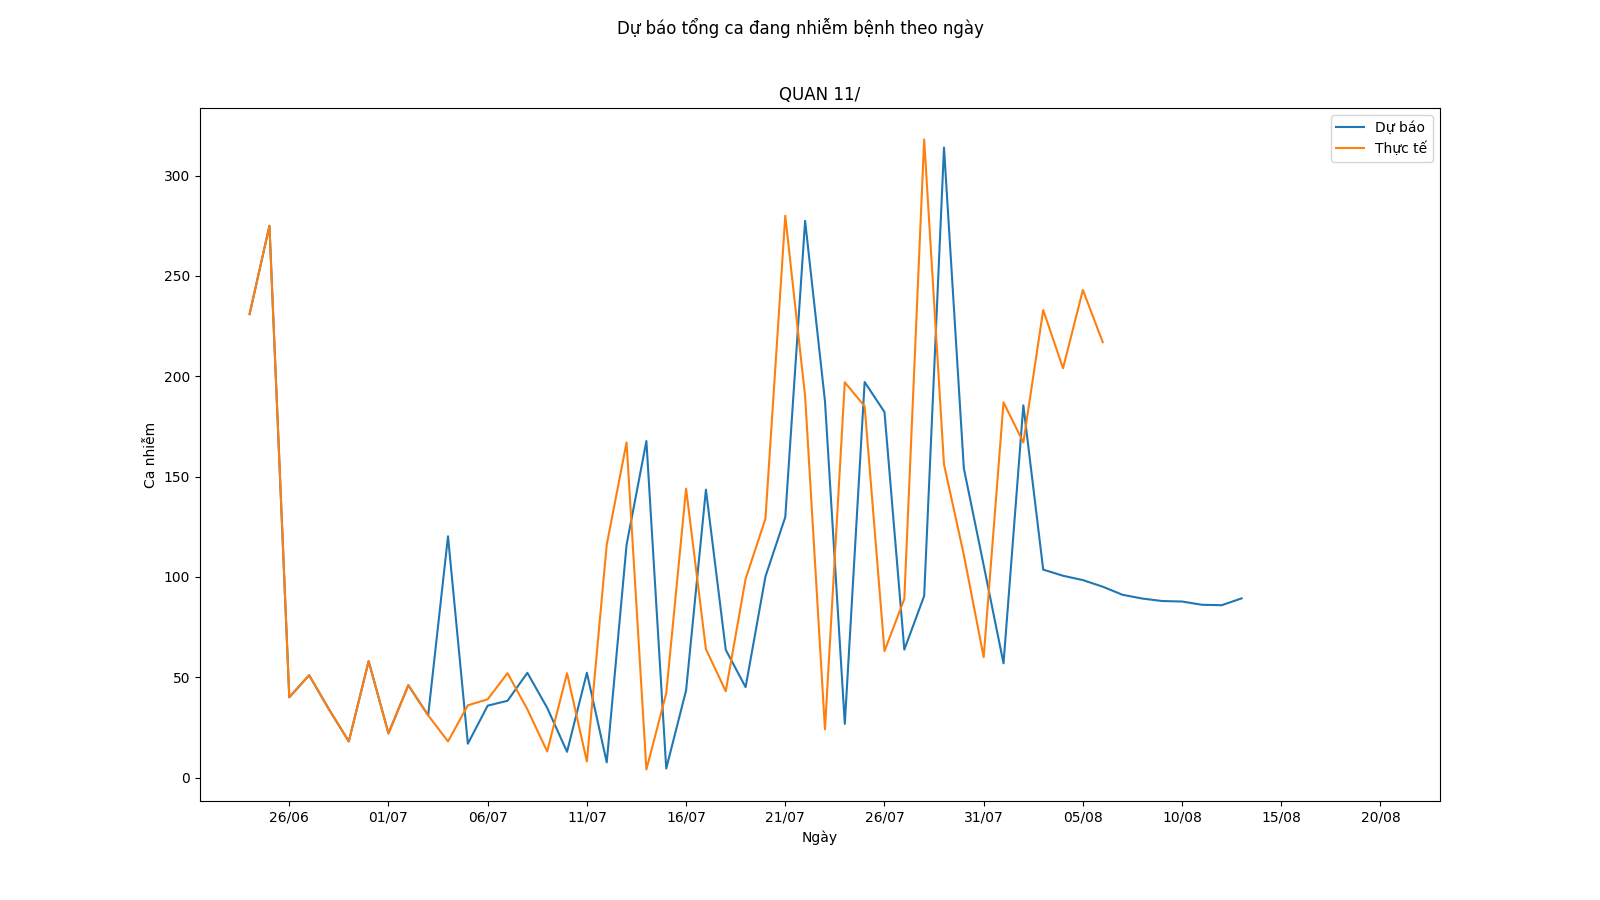 Dự báo tổng ca đang nhiễm bệnh theo ngày
QUAN 11/
Dự báo
Thực tế
300
250
200
150
100
50
0
Ca nhiễm
26/06 01/07 06/07 11/07 16/07 21/07 26/07 31/07 05/08 10/08 15/08 20/08
Ngày